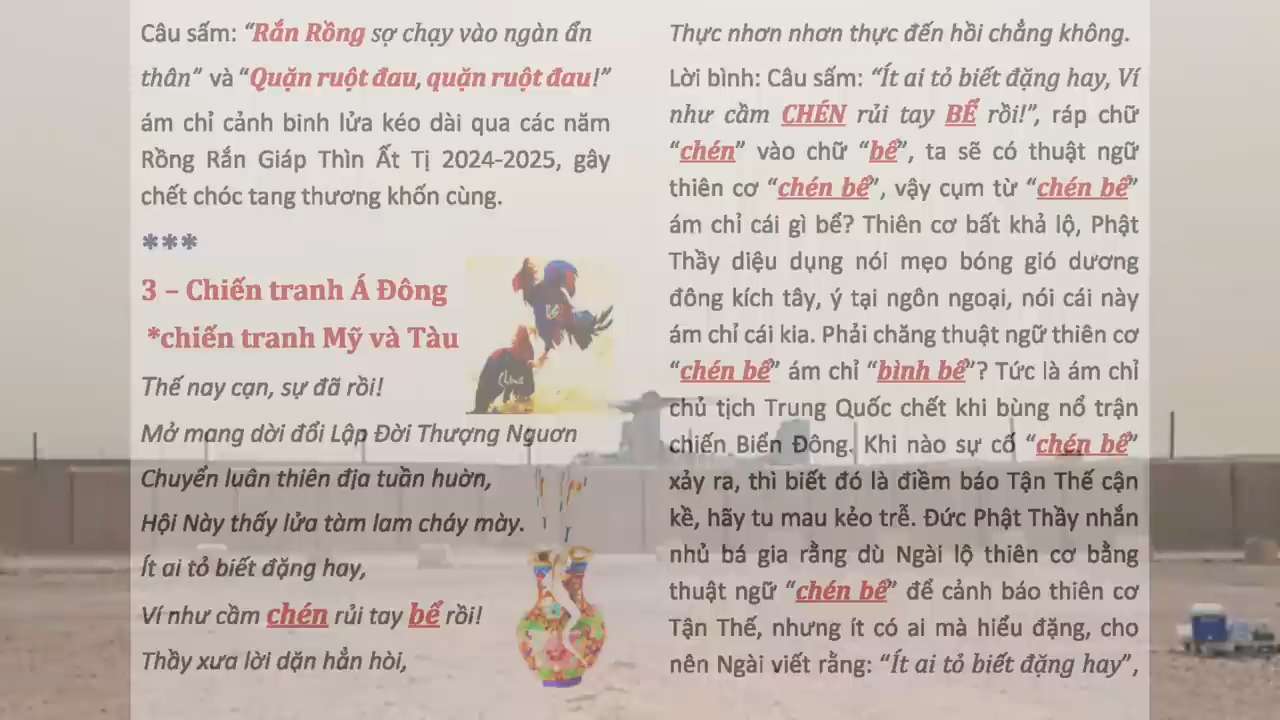 Câu sấm: “Rắn Rồng sợ chạy vào ngàn ẩn
thân” và “Quặn ruột đau, quặn ruột đau!”
ám chỉ cảnh binh lửa kéo dài qua các năm
Rồng Rắn Giáp Thìn Ất Tị 2024-2025, gây
chết chóc tang thương khốn cùng.
***
3 – Chiến tranh Á Đông
*chiến tranh Mỹ và Tàu
US
China
Thế nay cạn, sự đã rồi!
Mở mang dời đổi Lập Đời Thượng Nguơn
Chuyển luân thiên địa tuần huờn,
Hội Này thấy lửa tàm lam cháy mày.
Ít ai tỏ biết đặng hay,
Ví như cầm chén rủi tay bể rồi!
Thầy xưa lời dặn hẳn hòi,
Thực nhơn nhơn thực đến hồi chẳng không.
Lời bình: Câu sấm: “Ít ai tỏ biết đặng hay, Ví
như cầm CHÉN rủi tay BỂ rồi!”, ráp chữ
“chén” vào chữ “bể”, ta sẽ có thuật ngữ
thiên cơ “chén bể”, vậy cụm từ “chén bể”
ám chỉ cái gì bể? Thiên cơ bất khả lộ, Phật
Thầy diệu dụng nói mẹo bóng gió dương
đông kích tây, ý tại ngôn ngoại, nói cái này
ám chỉ cái kia. Phải chăng thuật ngữ thiên cơ
“chén bể” ám chỉ “bình bể”? Tức là ám chỉ
chủ tịch Trung Quốc chết khi bùng nổ trận
chiến Biển Đông. Khi nào sự cố “chén bể”
xảy ra, thì biết đó là điềm báo Tận Thế cận
kề, hãy tu mau kẻo trễ. Đức Phật Thầy nhắn
nhủ bá gia rằng dù Ngài lộ thiên cơ bằng
thuật ngữ “chén bể” để cảnh báo thiên cơ
Tận Thế, nhưng ít có ai mà hiểu đặng, cho
nên Ngài viết rằng: “Ít ai tỏ biết đặng hay”,